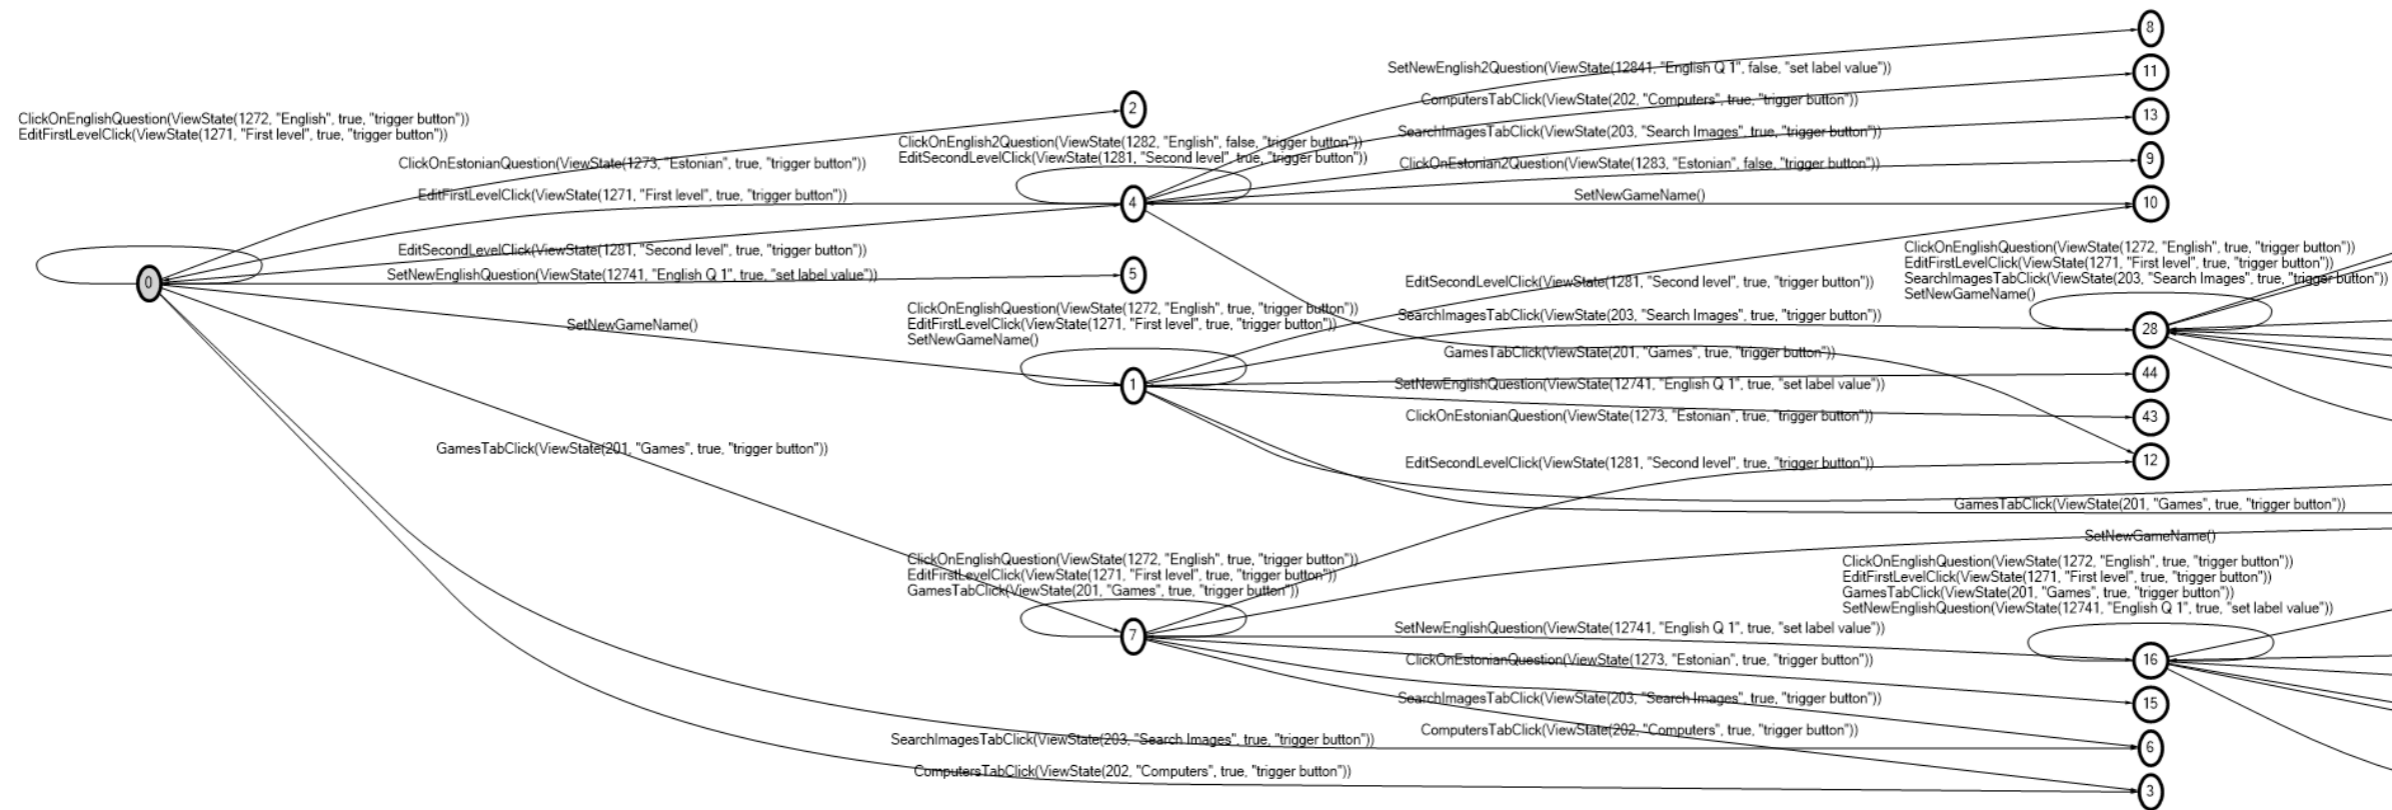 8
SetNewEnglish2Question(ViewState(12841, "English Q 1", false, "set label value"))
11
ComputersTabClick(ViewState(202, "Computers", true, "trigger button"))
2
ClickOnEnglishQuestion(ViewState(1272, "English", true, "trigger button"))
EditFirstLevelClick(ViewState(1271, "First level", true, "trigger button"))
13
SearchImagesTabClick(ViewState(203, "Search Images", true, "trigger button"))
ClickOnEnglish2Question(ViewState(1282, "English", false, "trigger button"))
EditSecondLevelClick(ViewState(1281, "Second level", true, "trigger button"))
ClickOnEstonianQuestion(ViewState(1273, "Estonian", true, "trigger button"))
ClickOnEstonian2Question(ViewState(1283, "Estonian", false, "trigger button"))
9
EditFirstLevelClick(ViewState(1271, "First level", true, "trigger button"))
4
SetNewGameName()
10
EditSecondLevelClick(ViewState(1281, "Second level", true, "trigger button"))
SetNewEnglishQuestion(ViewState(12741, "English Q 1", true, "set label value"))
5
0
EditSecondLevelClick(ViewState(1281, "Second level", true, "trigger button"))
ClickOnEnglishQuestion(ViewState(1272, "English", true, "trigger button"))
EditFirstLevelClick(ViewState(1271, "First level", true, "trigger button"))
SearchImagesTabClick(ViewState(203, "Search Images", true, "trigger button"))
SetNewGameName()
SetNewGameName()
ClickOnEnglishQuestion(ViewState(1272, "English", true, "trigger button"))
EditFirstLevelClick(ViewState(1271, "First level", true, "trigger button"))
SetNewGameName()
SearchImagesTabClick(ViewState(203, "Search Images", true, "trigger button"))
28
GamesTabClick(ViewState(201, "Games", true, "trigger button"))
1
SetNewEnglishQuestion(ViewState(12741, "English Q 1", true, "set label value"))
44
ClickOnEstonianQuestion(ViewState(1273, "Estonian", true, "trigger button"))
43
GamesTabClick(ViewState(201, "Games", true, "trigger button"))
EditSecondLevelClick(ViewState(1281, "Second level", true, "trigger button"))
12
GamesTabClick(ViewState(201, "Games", true, "trigger button"))
SetNewGameName()
ClickOnEnglishQuestion(ViewState(1272, "English", true, "trigger button"))
EditFirstLevelClick(ViewState(1271, "First level", true, "trigger button"))
GamesTabClick(ViewState(201, "Games", true, "trigger button"))
ClickOnEnglishQuestion(ViewState(1272, "English", true, "trigger button"))
EditFirstLevelClick(ViewState(1271, "First level", true, "trigger button"))
GamesTabClick(ViewState(201, "Games", true, "trigger button"))
SetNewEnglishQuestion(ViewState(12741, "English Q 1", true, "set label value"))
7
SetNewEnglishQuestion(ViewState(12741, "English Q 1", true, "set label value"))
ClickOnEstonianQuestion(ViewState(1273, "Estonian", true, "trigger button"))
16
SearchImagesTabClick(ViewState(203, "Search Images", true, "trigger button"))
15
ComputersTabClick(ViewState(202, "Computers", true, "trigger button"))
SearchImagesTabClick(ViewState(203, "Search Images", true, "trigger button"))
6
ComputersTabClick(ViewState(202, "Computers", true, "trigger button"))
3